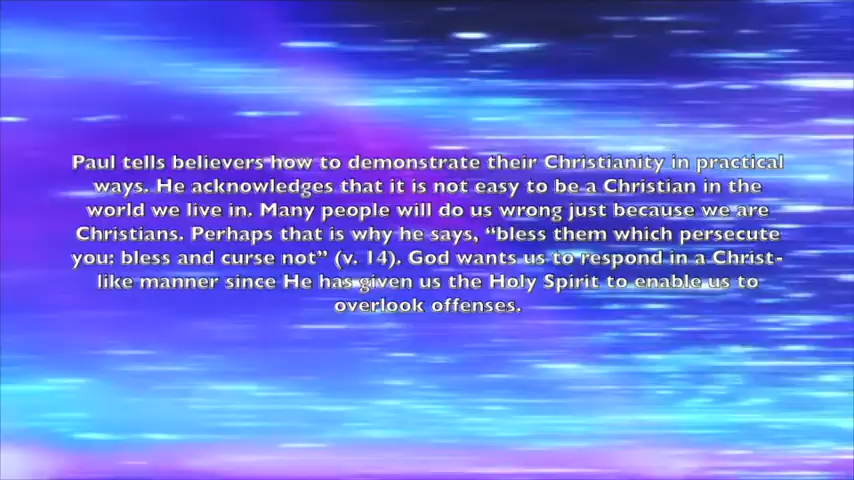 Paul tells believers how to demonstrate their Christianity in practical
ways. He acknowledges that it is not easy to be a Christian in the
world we live in. Many people will do us wrong just because we are
Christians. Perhaps that is why he says, “bless them which persecute
you: bless and curse not” (v. 14). God wants us to respond in a Christ-
like manner since He has given us the Holy Spirit to enable us to
overlook offenses.